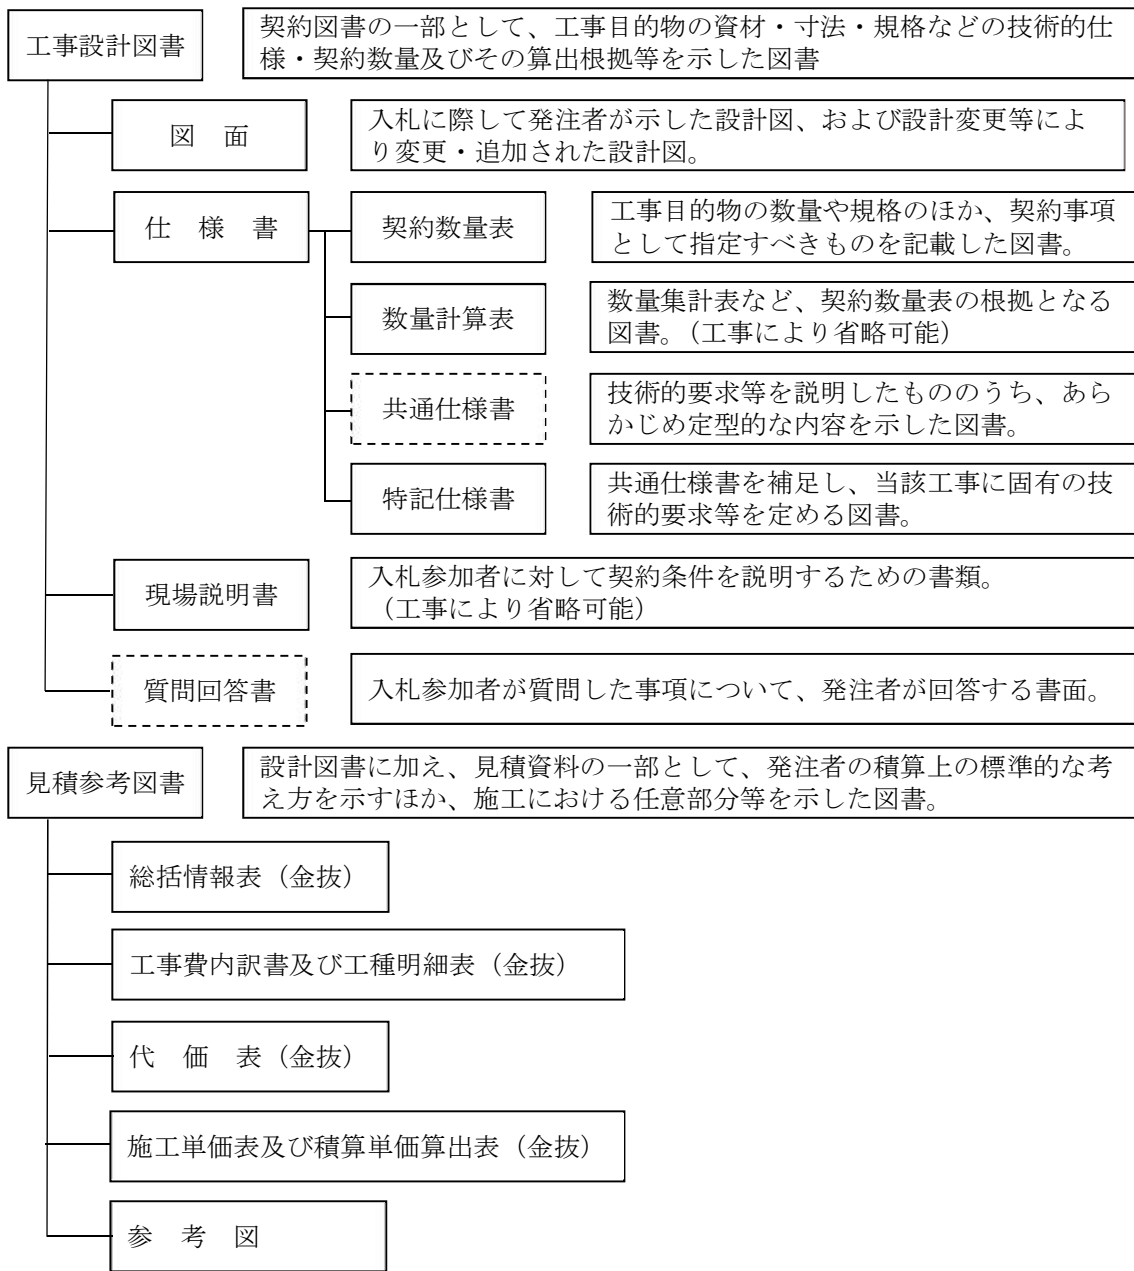 工事設計図書
契約図書の一部として、工事目的物の資材・寸法・規格などの技術的仕
様・契約数量及びその算出根拠等を示した図書
図　面
入札に際して発注者が示した設計図、および設計変更等によ
り変更・追加された設計図。
仕　様　書
契約数量表
工事目的物の数量や規格のほか、契約事項
として指定すべきものを記載した図書。
数量計算表
数量集計表など、契約数量表の根拠となる
図書。（工事により省略可能）
共通仕様書
技術的要求等を説明したもののうち、あら
かじめ定型的な内容を示した図書。
特記仕様書
共通仕様書を補足し、当該工事に固有の技
術的要求等を定める図書。
現場説明書
入札参加者に対して契約条件を説明するための書類。
（工事により省略可能）
質問回答書
入札参加者が質問した事項について、発注者が回答する書面。
見積参考図書
設計図書に加え、見積資料の一部として、発注者の積算上の標準的な考
え方を示すほか、施工における任意部分等を示した図書。
総括情報表（金抜）
工事費内訳書及び工種明細表（金抜）
代　価　表（金抜）
施工単価表及び積算単価算出表（金抜）
参　考　図